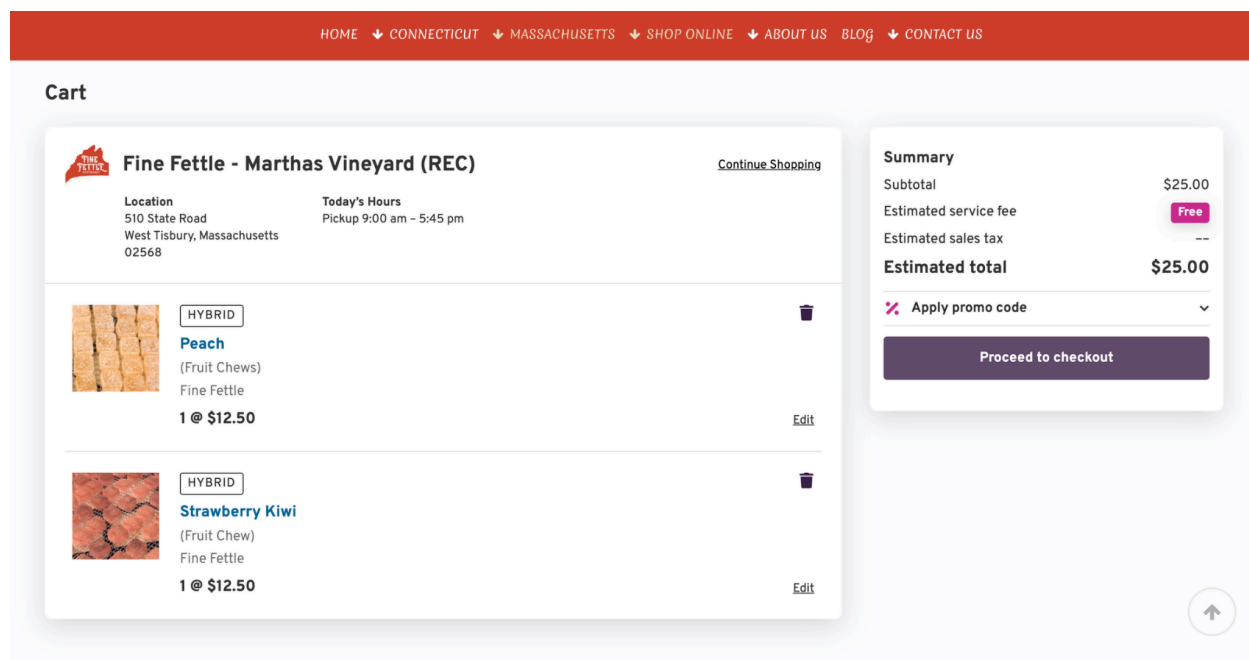 HOME CONNECTICUT MASSACHUSETTS SHOP ONLINE ABOUT US BLOG CONTACT US
Cart
FINE
FETTLE
Fine Fettle - Marthas Vineyard (REC)
Continue Shopping
Location
510 State Road
West Tisbury, Massachusetts
02568
Today's Hours
Pickup 9:00 am – 5:45 pm
HYBRID
Peach
(Fruit Chews)
Fine Fettle
1 @ $12.50
Edit
HYBRID
Strawberry Kiwi
(Fruit Chew)
Fine Fettle
1 @ $12.50
Edit
Summary
Subtotal $25.00
Estimated service fee Free
Estimated sales tax --
Estimated total $25.00
Apply promo code
Proceed to checkout